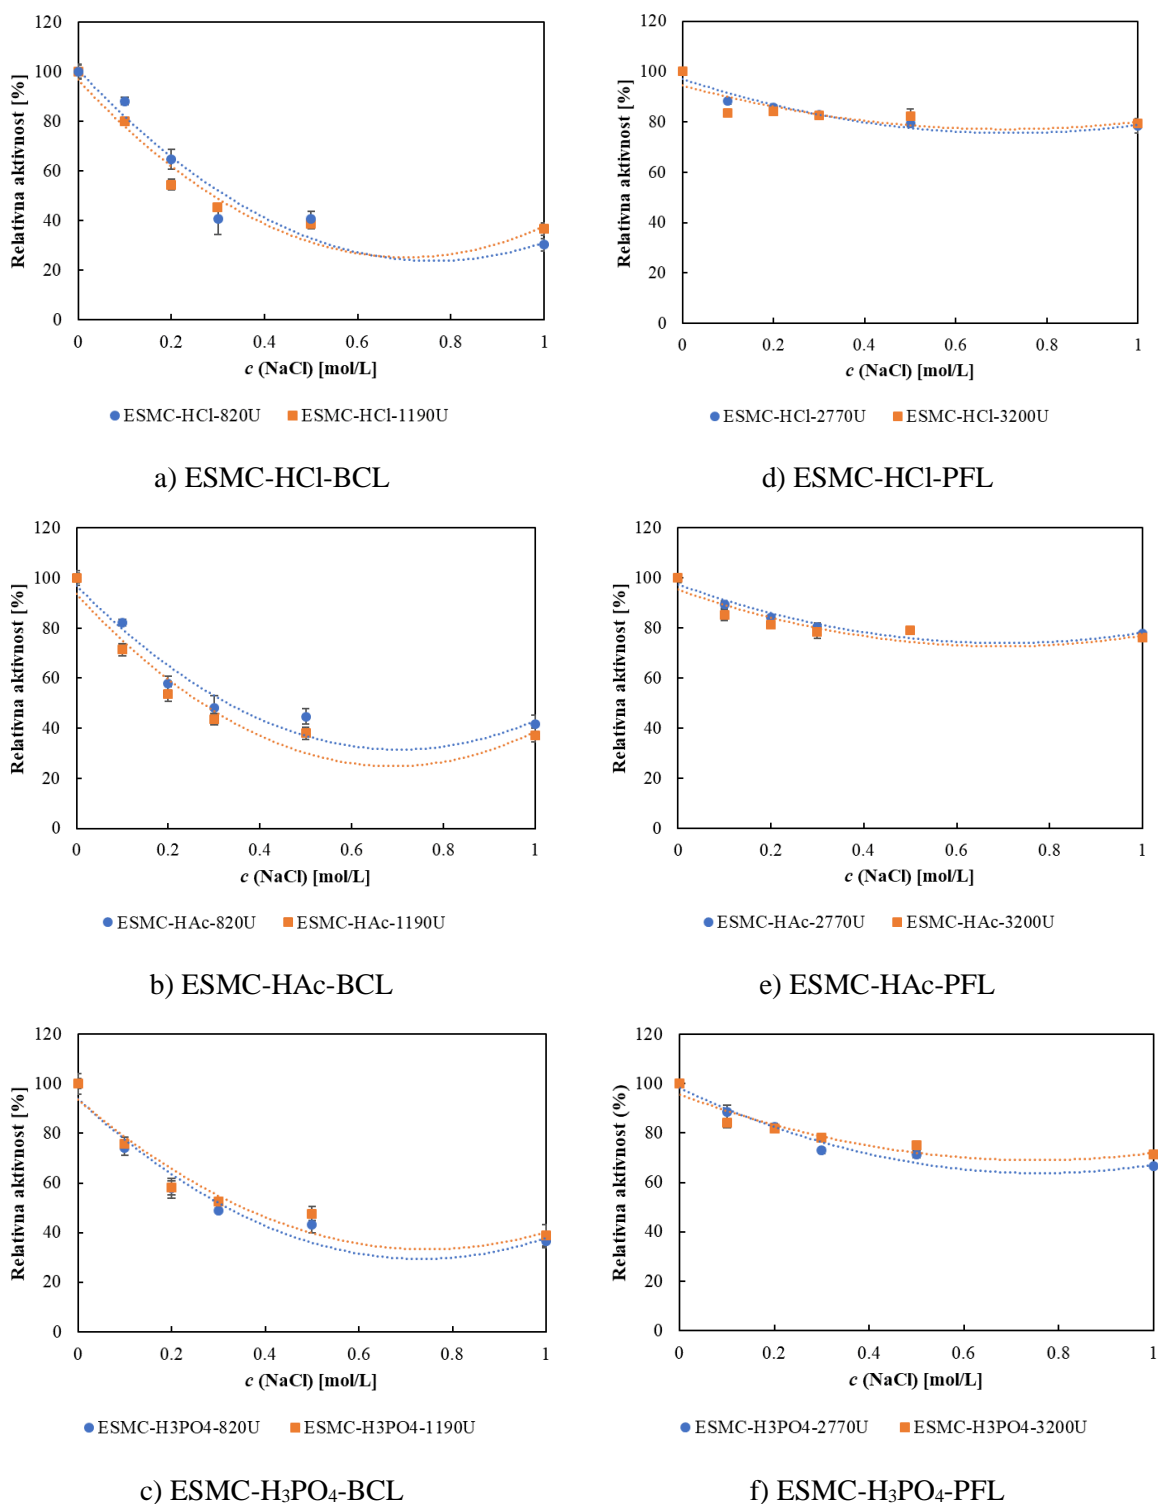 Relativna aktivnost [%]
120
100
80
60
40
20
0
0 0.2 0.4 0.6 0.8 1
c (NaCl) [mol/L]
ESMC-HCl-820U ESMC-HCl-1190U
a) ESMC-HCl-BCL
Relativna aktivnost [%]
120
100
80
60
40
20
0
0 0.2 0.4 0.6 0.8 1
c (NaCl) [mol/L]
ESMC-HCl-2770U ESMC-HCl-3200U
d) ESMC-HCl-PFL
Relativna aktivnost [%]
120
100
80
60
40
20
0
0 0.2 0.4 0.6 0.8 1
c (NaCl) [mol/L]
ESMC-HAc-820U ESMC-HAc-1190U
b) ESMC-HAc-BCL
Relativna aktivnost [%]
120
100
80
60
40
20
0
0 0.2 0.4 0.6 0.8 1
c (NaCl) [mol/L]
ESMC-HAc-2770U ESMC-HAc-3200U
e) ESMC-HAc-PFL
Relativna aktivnost [%]
120
100
80
60
40
20
0
0 0.2 0.4 0.6 0.8 1
c (NaCl) [mol/L]
ESMC-H3PO4-820U ESMC-H3PO4-1190U
c) ESMC-H₃PO₄-BCL
Relativna aktivnost (%)
120
100
80
60
40
20
0
0 0.2 0.4 0.6 0.8 1
c (NaCl) [mol/L]
ESMC-H3PO4-2770U ESMC-H3PO4-3200U
f) ESMC-H₃PO₄-PFL